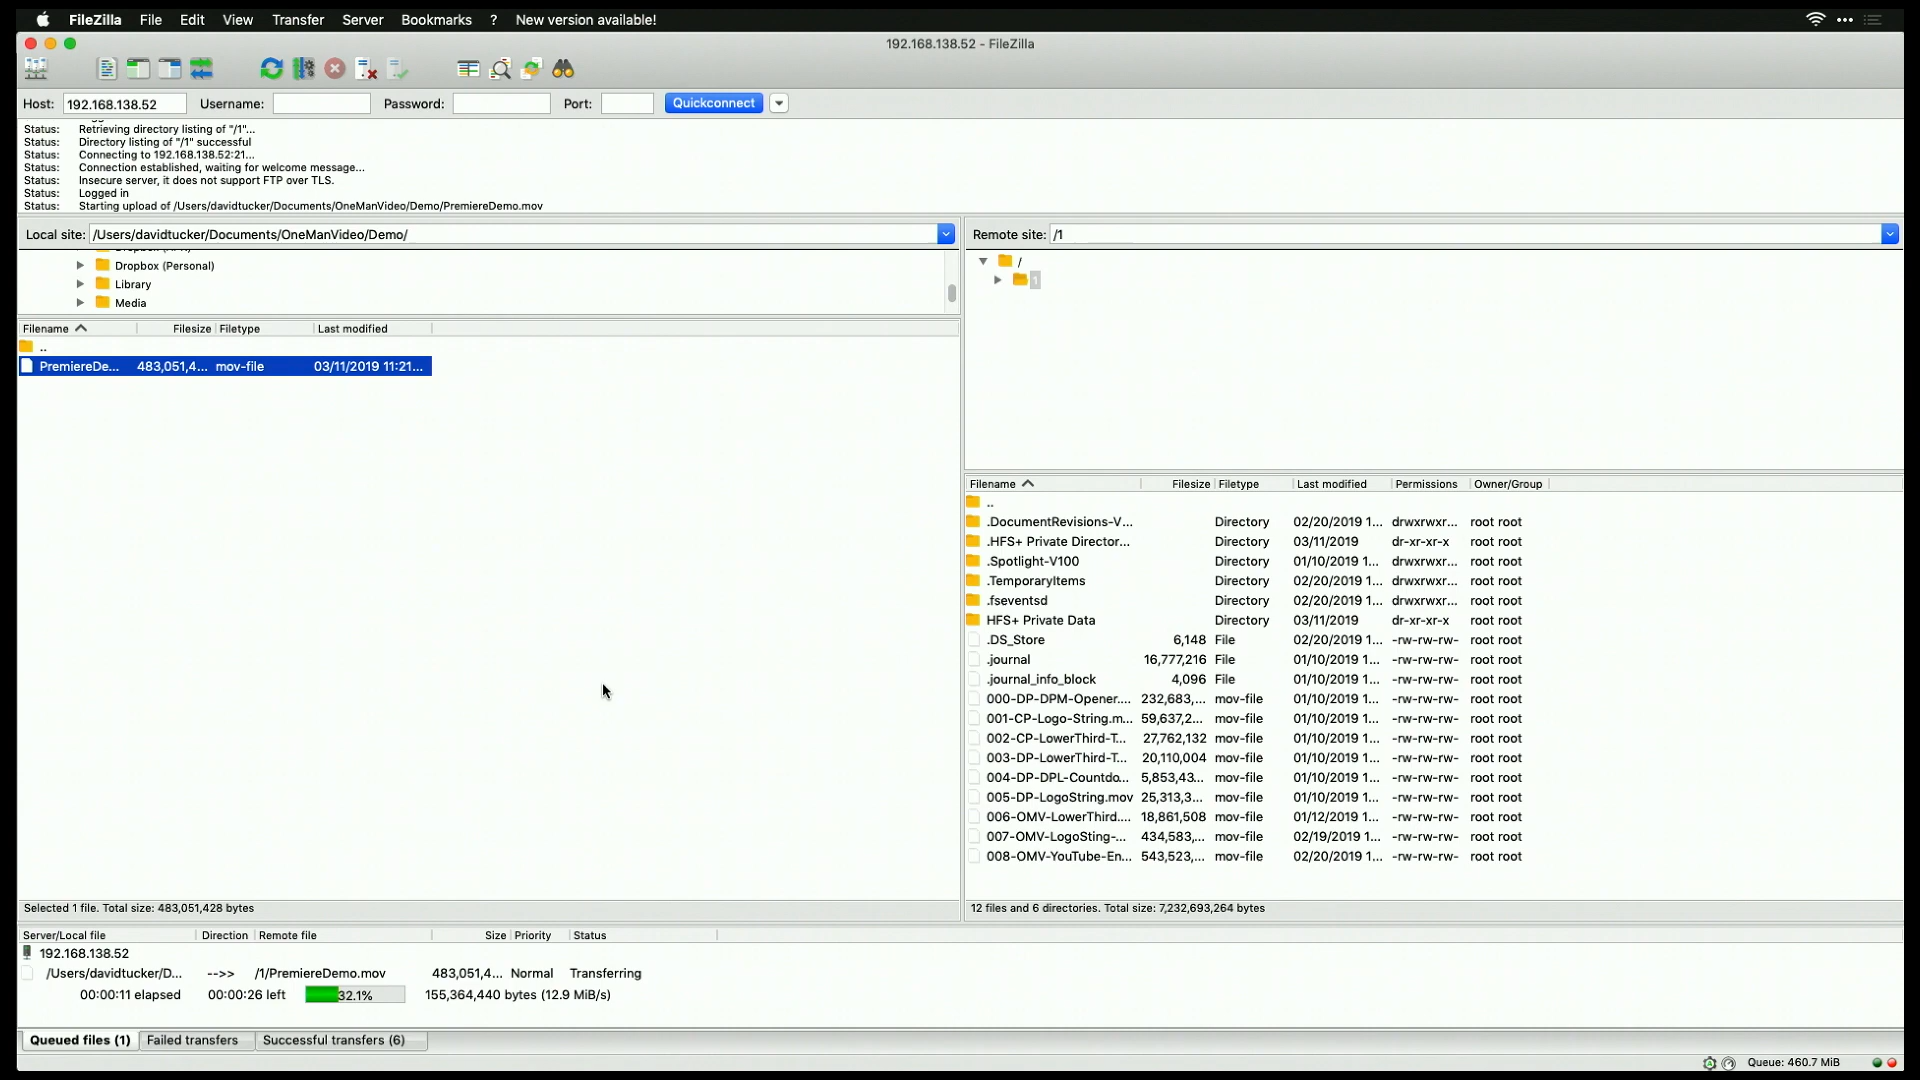 FileZilla File Edit View Transfer Server Bookmarks ? New version available!
192.168.138.52 - FileZilla
Host: 192.168.138.52 Username: Password: Port: Quickconnect
Status: Retrieving directory listing of "/1"...
Status: Directory listing of "/1" successful
Status: Connecting to 192.168.138.52:21...
Status: Connection established, waiting for welcome message...
Status: Insecure server, it does not support FTP over TLS.
Status: Logged in
Status: Starting upload of /Users/davidtucker/Documents/OneManVideo/Demo/PremiereDemo.mov
Local site: /Users/davidtucker/Documents/OneManVideo/Demo/
Dropbox (Personal)
Library
Media
Filename Filesize Filetype Last modified
..
PremiereDe... 483,051,4... mov-file 03/11/2019 11:21...
Selected 1 file. Total size: 483,051,428 bytes
Remote site: /1
/
1
Filename Filesize Filetype Last modified Permissions Owner/Group
..
.DocumentRevisions-V... Directory 02/20/2019 1... drwxrwxr... root root
.HFS+ Private Director... Directory 03/11/2019 dr-xr-xr-x root root
.Spotlight-V100 Directory 01/10/2019 1... drwxrwxr... root root
.TemporaryItems Directory 02/20/2019 1... drwxrwxr... root root
.fseventsd Directory 02/20/2019 1... drwxrwxr... root root
HFS+ Private Data Directory 03/11/2019 dr-xr-xr-x root root
.DS_Store 6,148 File 02/20/2019 1... -rw-rw-rw- root root
.journal 16,777,216 File 01/10/2019 1... -rw-rw-rw- root root
.journal_info_block 4,096 File 01/10/2019 1... -rw-rw-rw- root root
000-DP-DPM-Opener.... 232,683,... mov-file 01/10/2019 1... -rw-rw-rw- root root
001-CP-Logo-String.m... 59,637,2... mov-file 01/10/2019 1... -rw-rw-rw- root root
002-CP-LowerThird-T... 27,762,132 mov-file 01/10/2019 1... -rw-rw-rw- root root
003-DP-LowerThird-T... 20,110,004 mov-file 01/10/2019 1... -rw-rw-rw- root root
004-DP-DPL-Countdo... 5,853,43... mov-file 01/10/2019 1... -rw-rw-rw- root root
005-DP-LogoString.mov 25,313,3... mov-file 01/10/2019 1... -rw-rw-rw- root root
006-OMV-LowerThird.... 18,861,508 mov-file 01/12/2019 1... -rw-rw-rw- root root
007-OMV-LogoSting-... 434,583,... mov-file 02/19/2019 1... -rw-rw-rw- root root
008-OMV-YouTube-En... 543,523,... mov-file 02/20/2019 1... -rw-rw-rw- root root
12 files and 6 directories. Total size: 7,232,693,264 bytes
Server/Local file Direction Remote file Size Priority Status
192.168.138.52
/Users/davidtucker/D... -->> /1/PremiereDemo.mov 483,051,4... Normal Transferring
00:00:11 elapsed 00:00:26 left 32.1% 155,364,440 bytes (12.9 MiB/s)
Queued files (1) Failed transfers Successful transfers (6)
Queue: 460.7 MiB